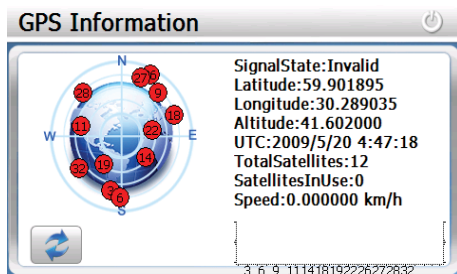 GPS Information
N
27 6
28
9
18
11
22
W
E
14
19
32
3
6
S
SignalState:Invalid
Latitude:59.901895
Longitude:30.289035
Altitude:41.602000
UTC:2009/5/20 4:47:18
TotalSatellites:12
SatellitesInUse:0
Speed:0.000000 km/h
3 6 9 111418192226272832